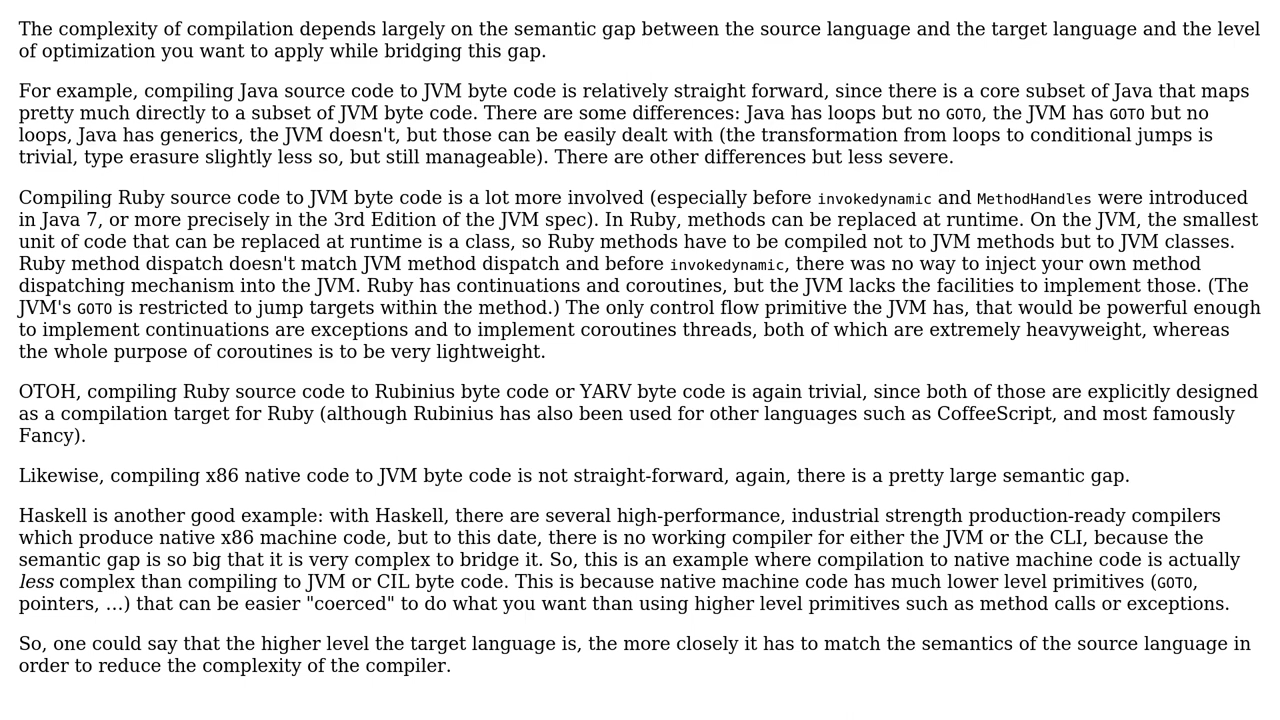 The complexity of compilation depends largely on the semantic gap between the source language and the target language and the level
of optimization you want to apply while bridging this gap.
For example, compiling Java source code to JVM byte code is relatively straight forward, since there is a core subset of Java that maps
pretty much directly to a subset of JVM byte code. There are some differences: Java has loops but no GOTO, the JVM has GOTO but no
loops, Java has generics, the JVM doesn't, but those can be easily dealt with (the transformation from loops to conditional jumps is
trivial, type erasure slightly less so, but still manageable). There are other differences but less severe.
Compiling Ruby source code to JVM byte code is a lot more involved (especially before invokedynamic and MethodHandles were introduced
in Java 7, or more precisely in the 3rd Edition of the JVM spec). In Ruby, methods can be replaced at runtime. On the JVM, the smallest
unit of code that can be replaced at runtime is a class, so Ruby methods have to be compiled not to JVM methods but to JVM classes.
Ruby method dispatch doesn't match JVM method dispatch and before invokedynamic, there was no way to inject your own method
dispatching mechanism into the JVM. Ruby has continuations and coroutines, but the JVM lacks the facilities to implement those. (The
JVM's GOTO is restricted to jump targets within the method.) The only control flow primitive the JVM has, that would be powerful enough
to implement continuations are exceptions and to implement coroutines threads, both of which are extremely heavyweight, whereas
the whole purpose of coroutines is to be very lightweight.
OTOH, compiling Ruby source code to Rubinius byte code or YARV byte code is again trivial, since both of those are explicitly designed
as a compilation target for Ruby (although Rubinius has also been used for other languages such as CoffeeScript, and most famously
Fancy).
Likewise, compiling x86 native code to JVM byte code is not straight-forward, again, there is a pretty large semantic gap.
Haskell is another good example: with Haskell, there are several high-performance, industrial strength production-ready compilers
which produce native x86 machine code, but to this date, there is no working compiler for either the JVM or the CLI, because the
semantic gap is so big that it is very complex to bridge it. So, this is an example where compilation to native machine code is actually
less complex than compiling to JVM or CIL byte code. This is because native machine code has much lower level primitives (GOTO,
pointers, …) that can be easier "coerced" to do what you want than using higher level primitives such as method calls or exceptions.
So, one could say that the higher level the target language is, the more closely it has to match the semantics of the source language in
order to reduce the complexity of the compiler.